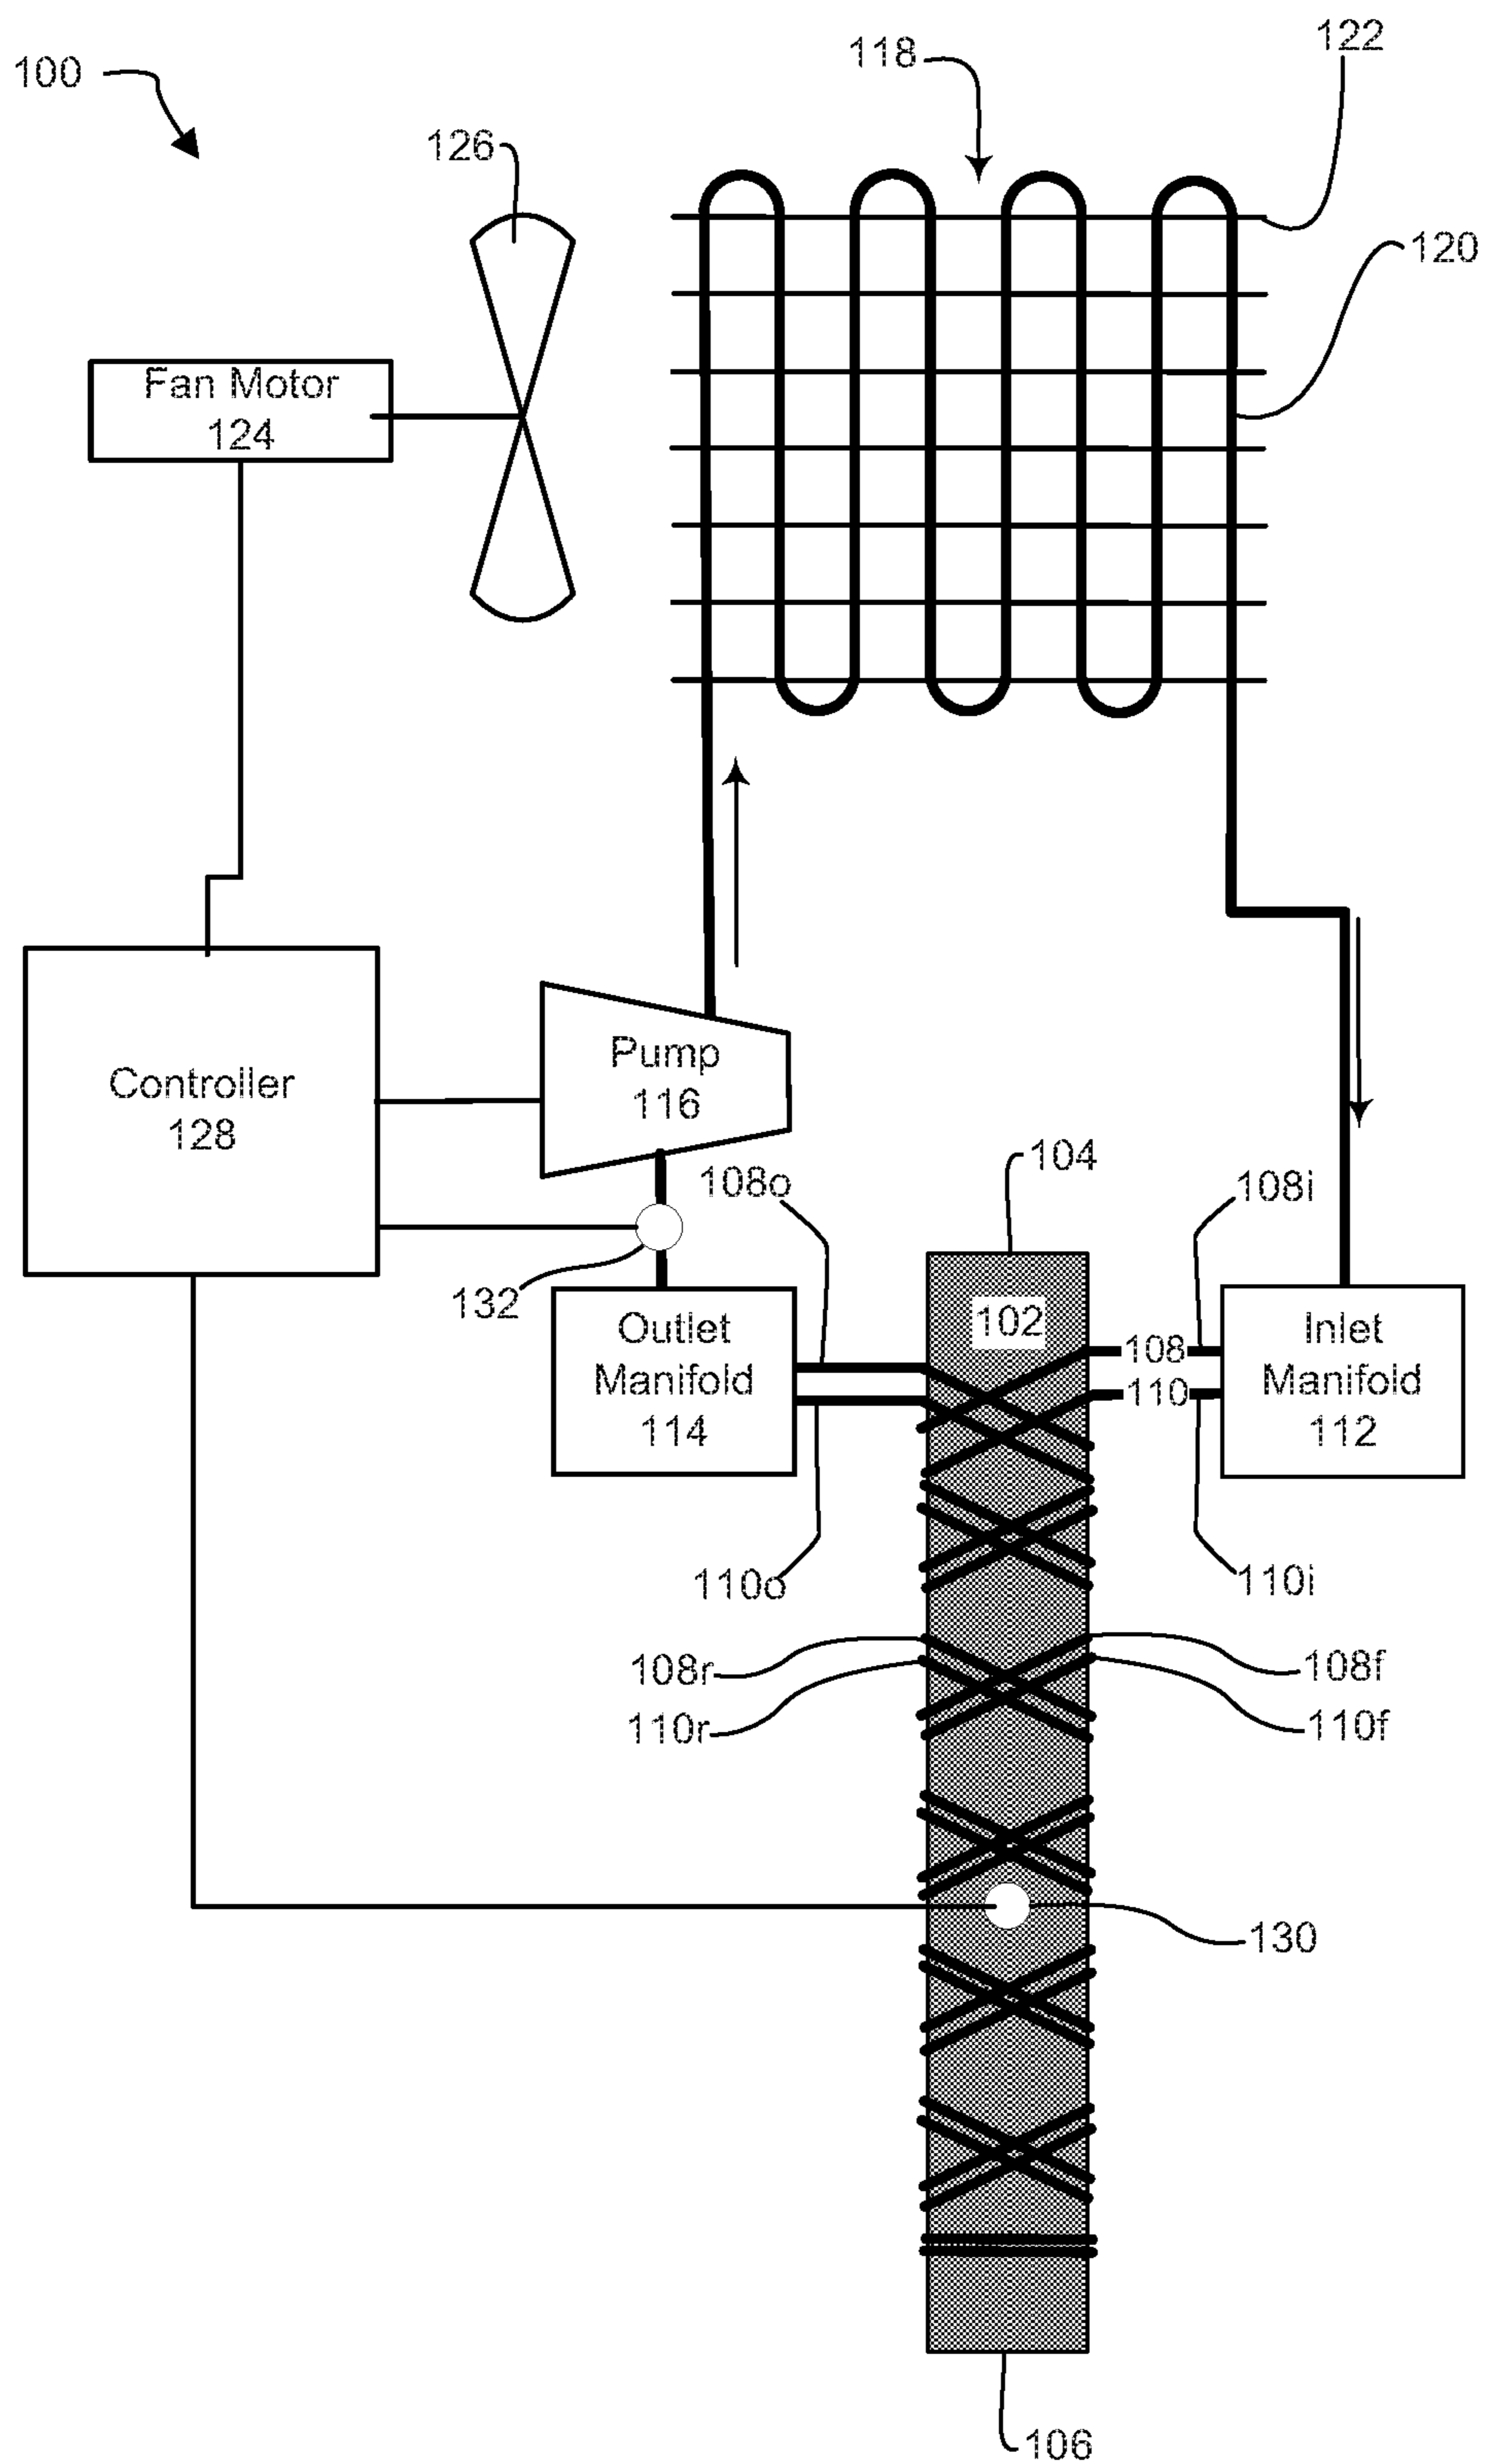 122
118
100
126
120
Fan Motor
124
Pump
116
Controller
128
104
108o
108i
132
102
Outlet
Manifold
114
108
110
Inlet
Manifold
112
110o
110i
108r
108f
110r
110f
130
106